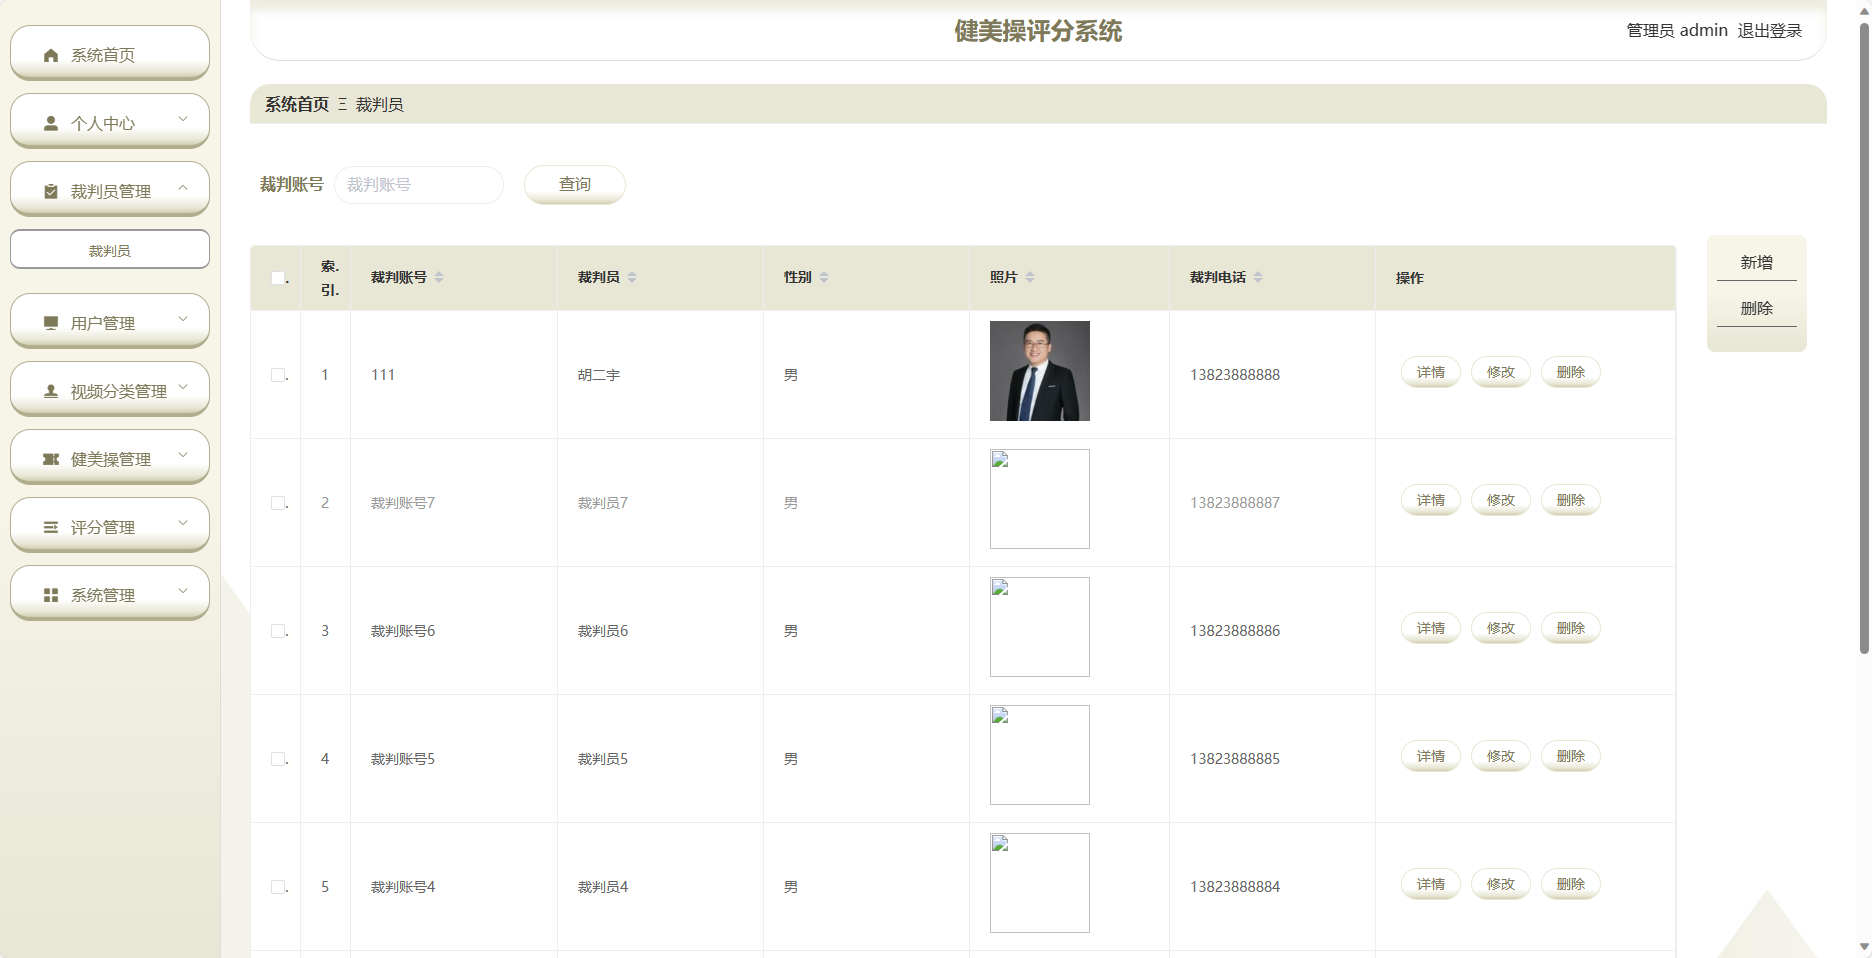 健美操评分系统
管理员 admin 退出登录
系统首页
个人中心
裁判员管理
裁判员
用户管理
视频分类管理
健美操管理
评分管理
系统管理
系统首页 Ξ 裁判员
裁判账号 裁判账号 查询
新增
删除
. 索. 引. 裁判账号 裁判员 性别 照片 裁判电话 操作
. 1 111 胡二宇 男 13823888888 详情 修改 删除
. 2 裁判账号7 裁判员7 男 13823888887 详情 修改 删除
. 3 裁判账号6 裁判员6 男 13823888886 详情 修改 删除
. 4 裁判账号5 裁判员5 男 13823888885 详情 修改 删除
. 5 裁判账号4 裁判员4 男 13823888884 详情 修改 删除